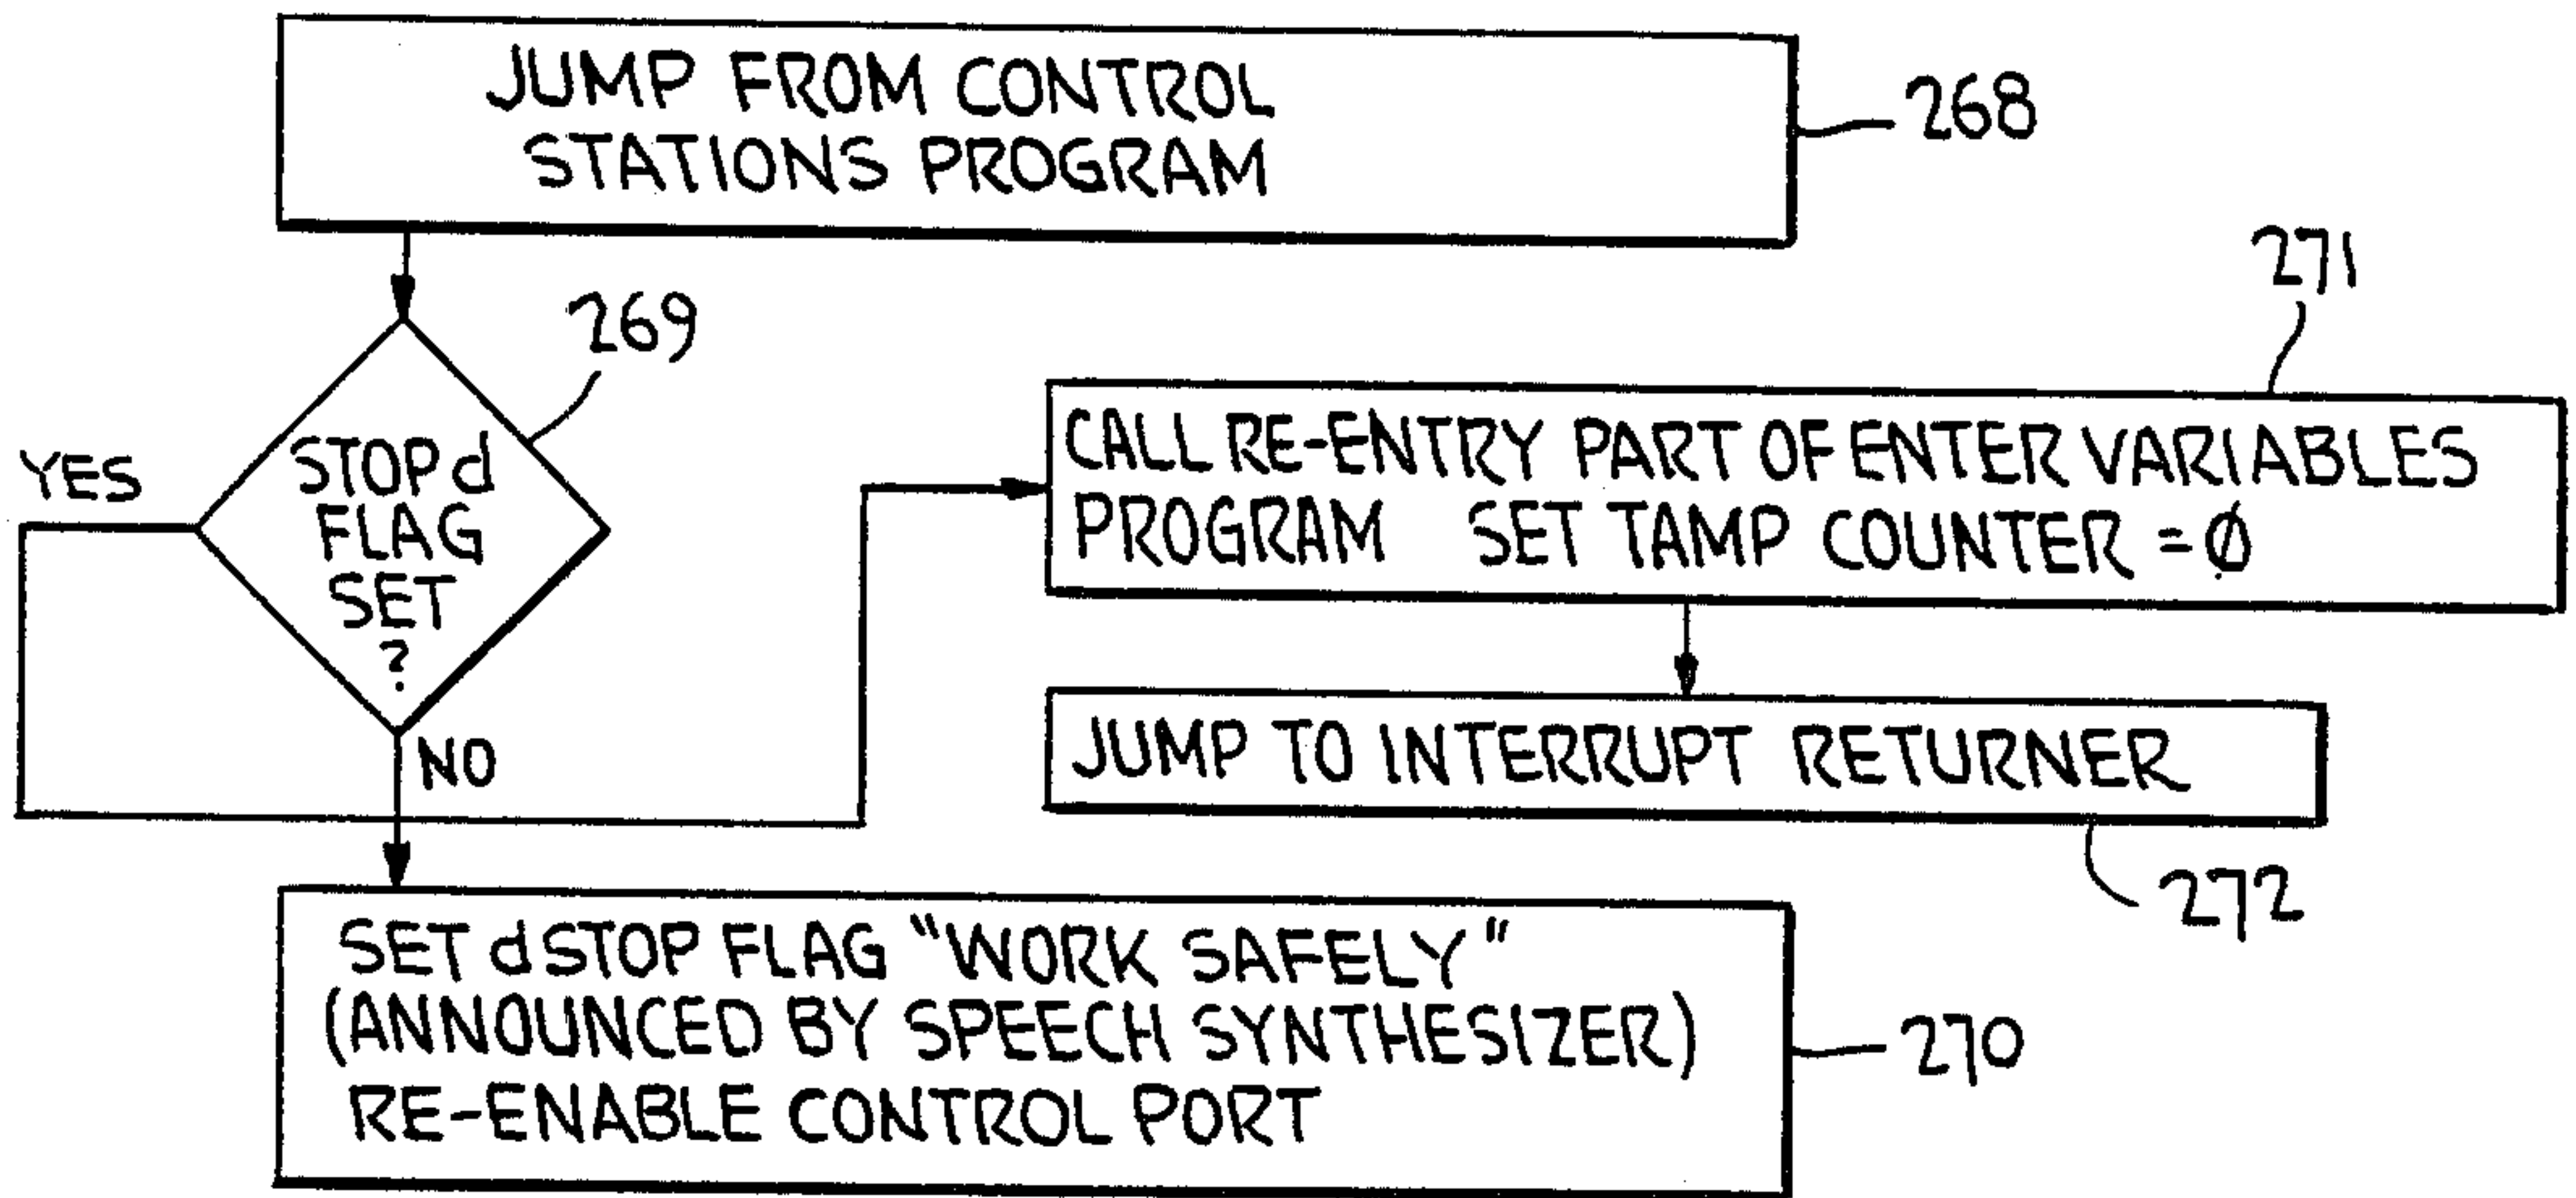 JUMP FROM CONTROL
STATIONS PROGRAM
268
269
STOP d
FLAG
SET
?
YES
NO
271
CALL RE-ENTRY PART OF ENTER VARIABLES
PROGRAM SET TAMP COUNTER = Ø
JUMP TO INTERRUPT RETURNER
272
SET d STOP FLAG "WORK SAFELY"
(ANNOUNCED BY SPEECH SYNTHESIZER)
RE-ENABLE CONTROL PORT
270